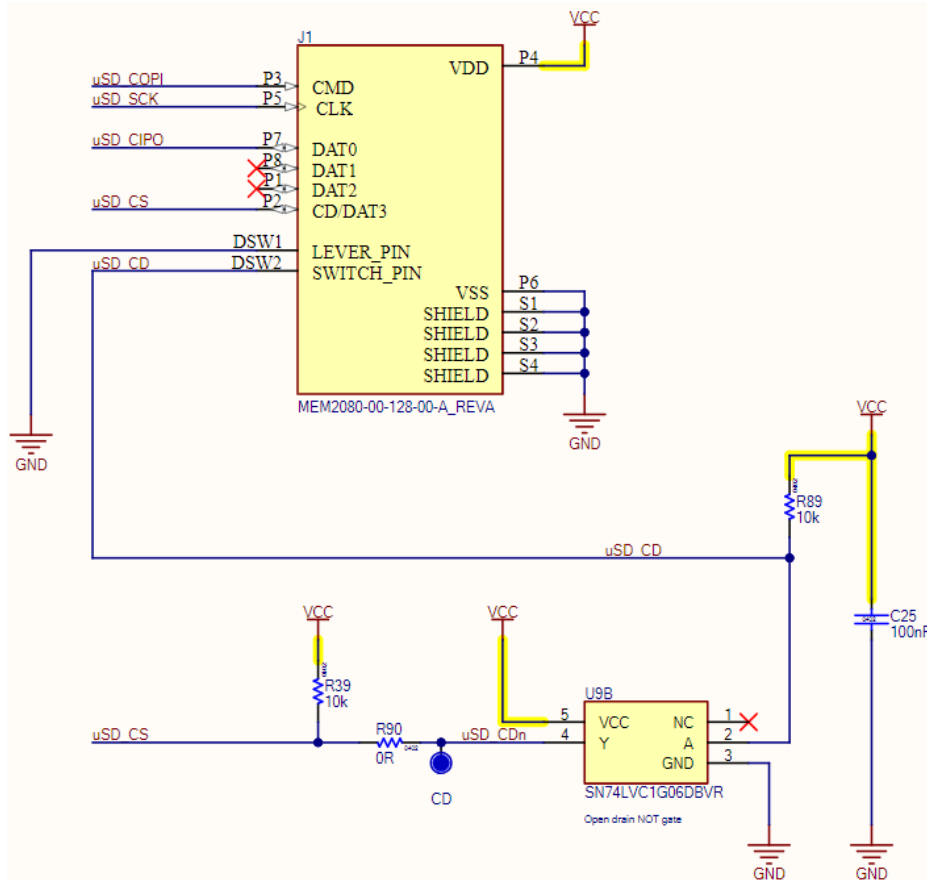 VCC
J1
VDD P4
uSD_COPI P3 CMD
uSD_SCK P5 CLK
uSD_CIPO P7 DAT0
P8 DAT1
P1 DAT2
uSD_CS P2 CD/DAT3
DSW1 LEVER_PIN
uSD_CD DSW2 SWITCH_PIN
VSS P6
SHIELD S1
SHIELD S2
SHIELD S3
SHIELD S4
MEM2080-00-128-00-A_REVA
GND
GND
VCC
R89
10k
uSD_CD
VCC
VCC
C25
100nF
R39
10k
U9B
uSD_CS
R90
0R
uSD_CDn
5 VCC NC 1
4 Y A 2
GND 3
CD
SN74LVC1G06DBVR
Open drain NOT gate
GND
GND